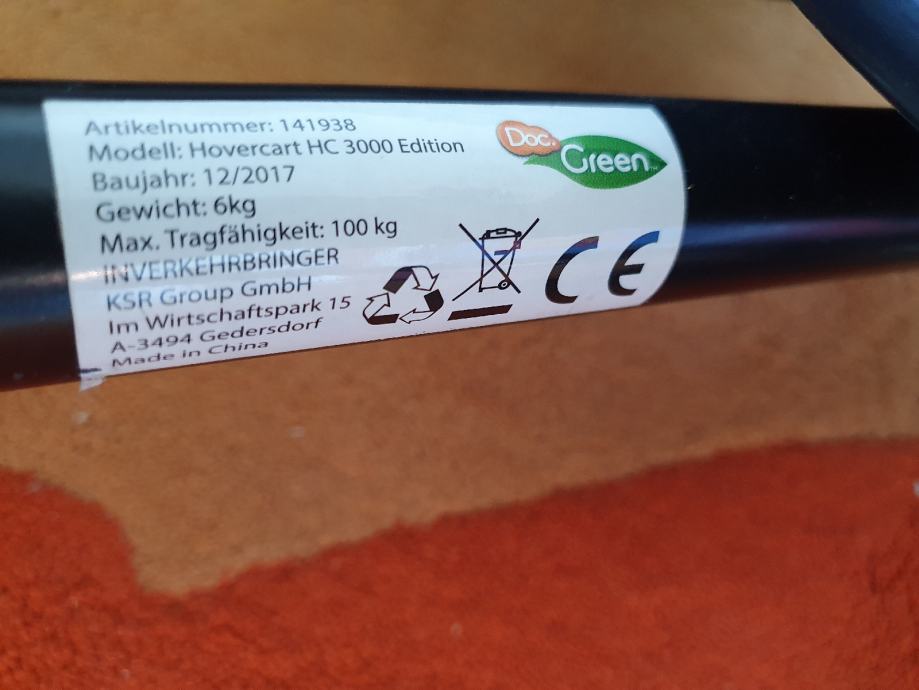 Artikelnummer: 141938
Modell: Hovercart HC 3000 Edition
Baujahr: 12/2017
Gewicht: 6kg
Max. Tragfähigkeit: 100 kg
INVERKEHRBRINGER
KSR Group GmbH
Im Wirtschaftspark 15
A-3494 Gedersdorf
Made in China
Doc.
Green™
CE